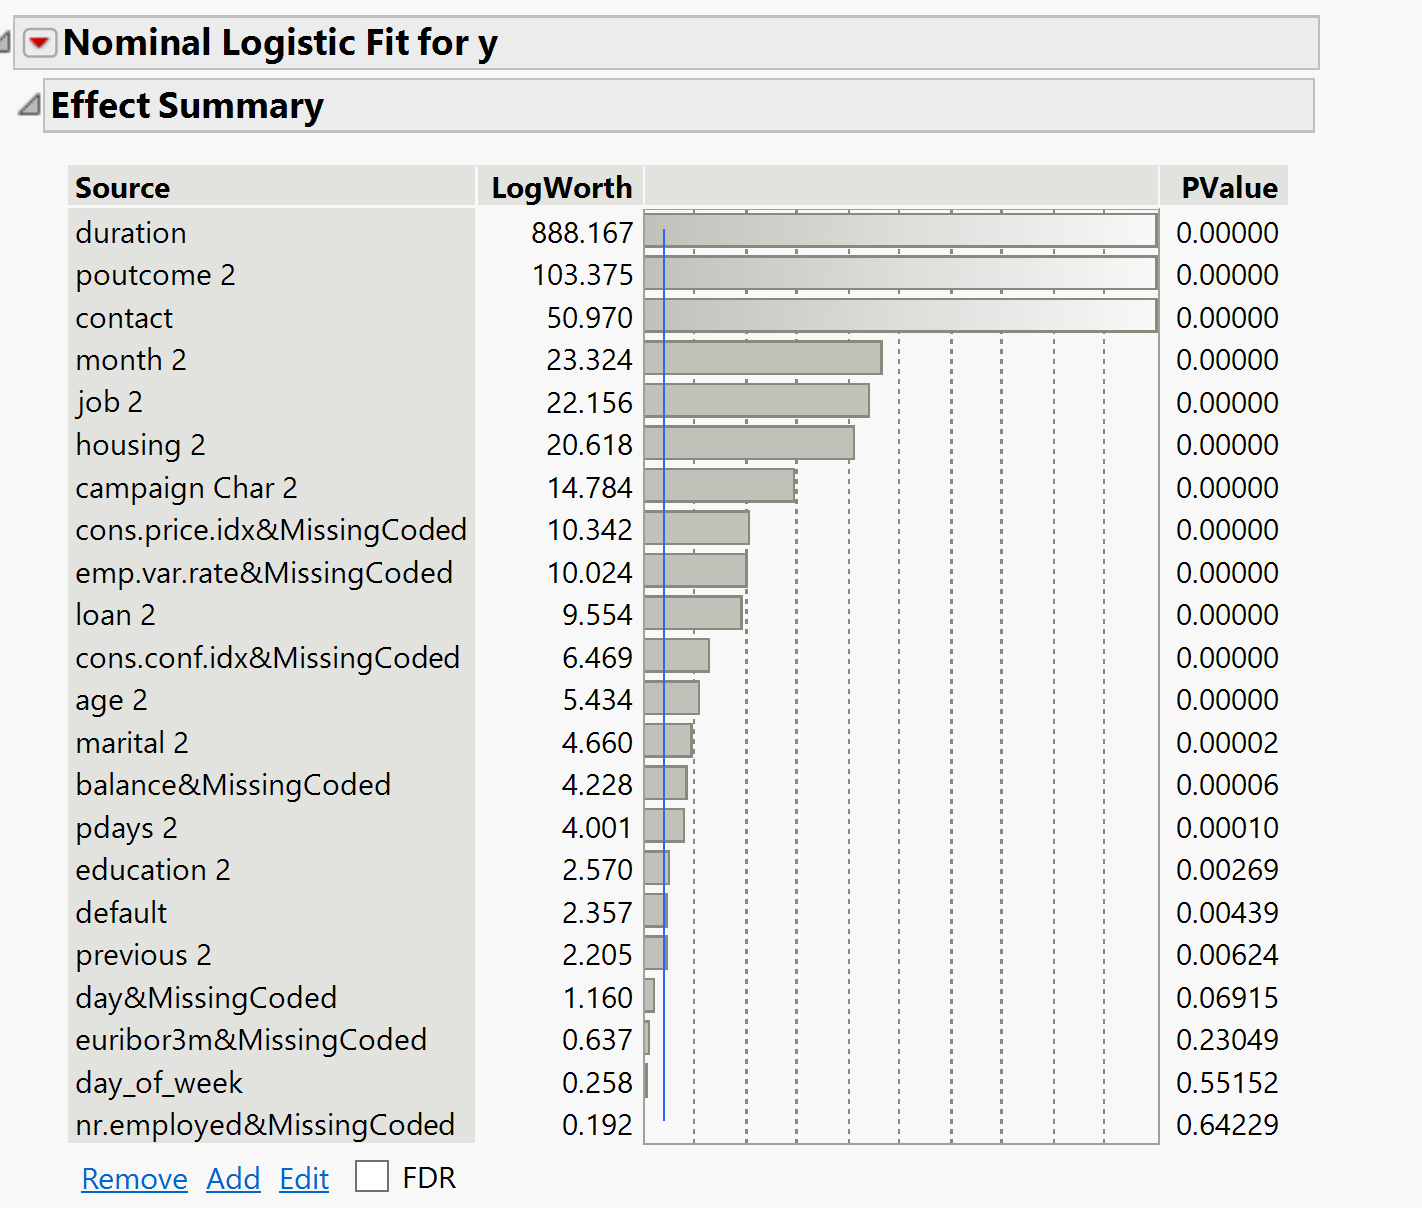 Nominal Logistic Fit for y
Effect Summary
Source LogWorth PValue
duration 888.167 0.00000
poutcome 2 103.375 0.00000
contact 50.970 0.00000
month 2 23.324 0.00000
job 2 22.156 0.00000
housing 2 20.618 0.00000
campaign Char 2 14.784 0.00000
cons.price.idx&MissingCoded 10.342 0.00000
emp.var.rate&MissingCoded 10.024 0.00000
loan 2 9.554 0.00000
cons.conf.idx&MissingCoded 6.469 0.00000
age 2 5.434 0.00000
marital 2 4.660 0.00002
balance&MissingCoded 4.228 0.00006
pdays 2 4.001 0.00010
education 2 2.570 0.00269
default 2.357 0.00439
previous 2 2.205 0.00624
day&MissingCoded 1.160 0.06915
euribor3m&MissingCoded 0.637 0.23049
day_of_week 0.258 0.55152
nr.employed&MissingCoded 0.192 0.64229
Remove Add Edit FDR